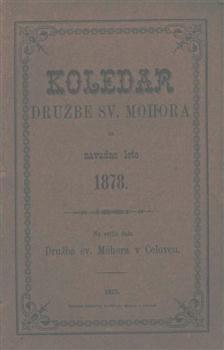 KOLEDAR
DRUŽBE SV. MOHORA
za
navadno leto
1878.
Na svitlo dala
Družba sv. Mohora v Celovcu.
1877.